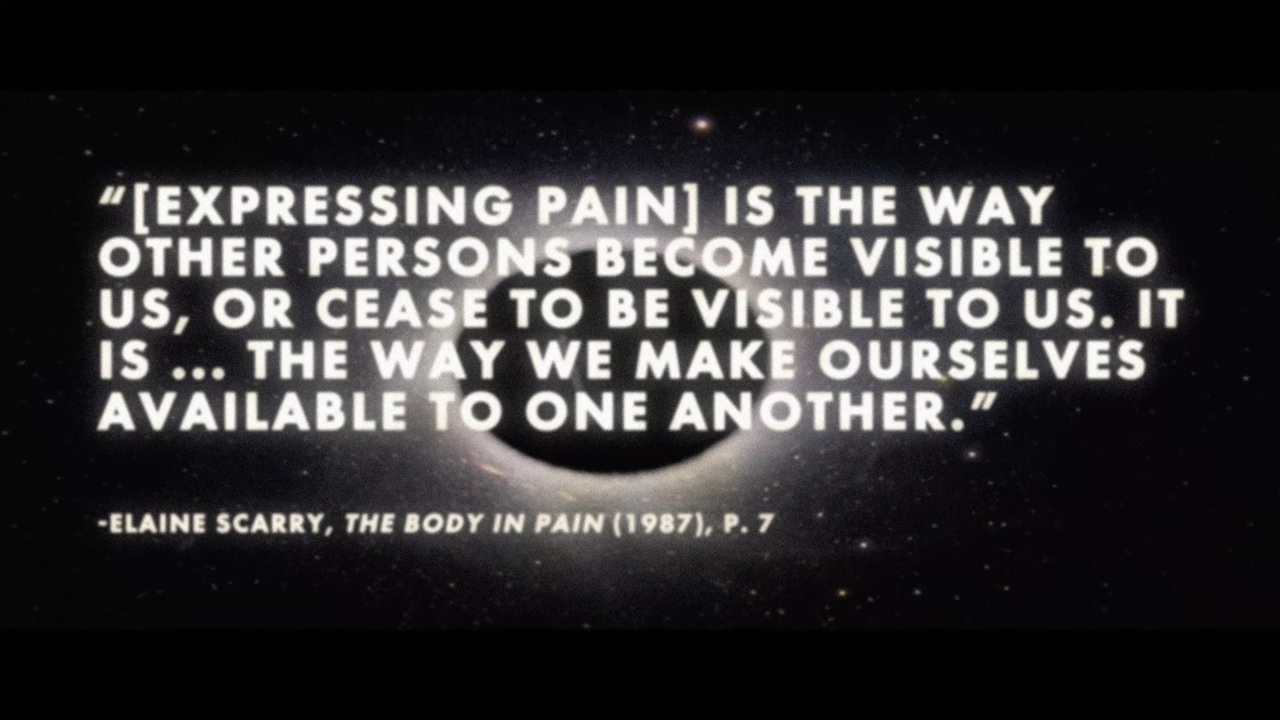 “[EXPRESSING PAIN] IS THE WAY
OTHER PERSONS BECOME VISIBLE TO
US, OR CEASE TO BE VISIBLE TO US. IT
IS ... THE WAY WE MAKE OURSELVES
AVAILABLE TO ONE ANOTHER.”
-ELAINE SCARRY, THE BODY IN PAIN (1987), P. 7